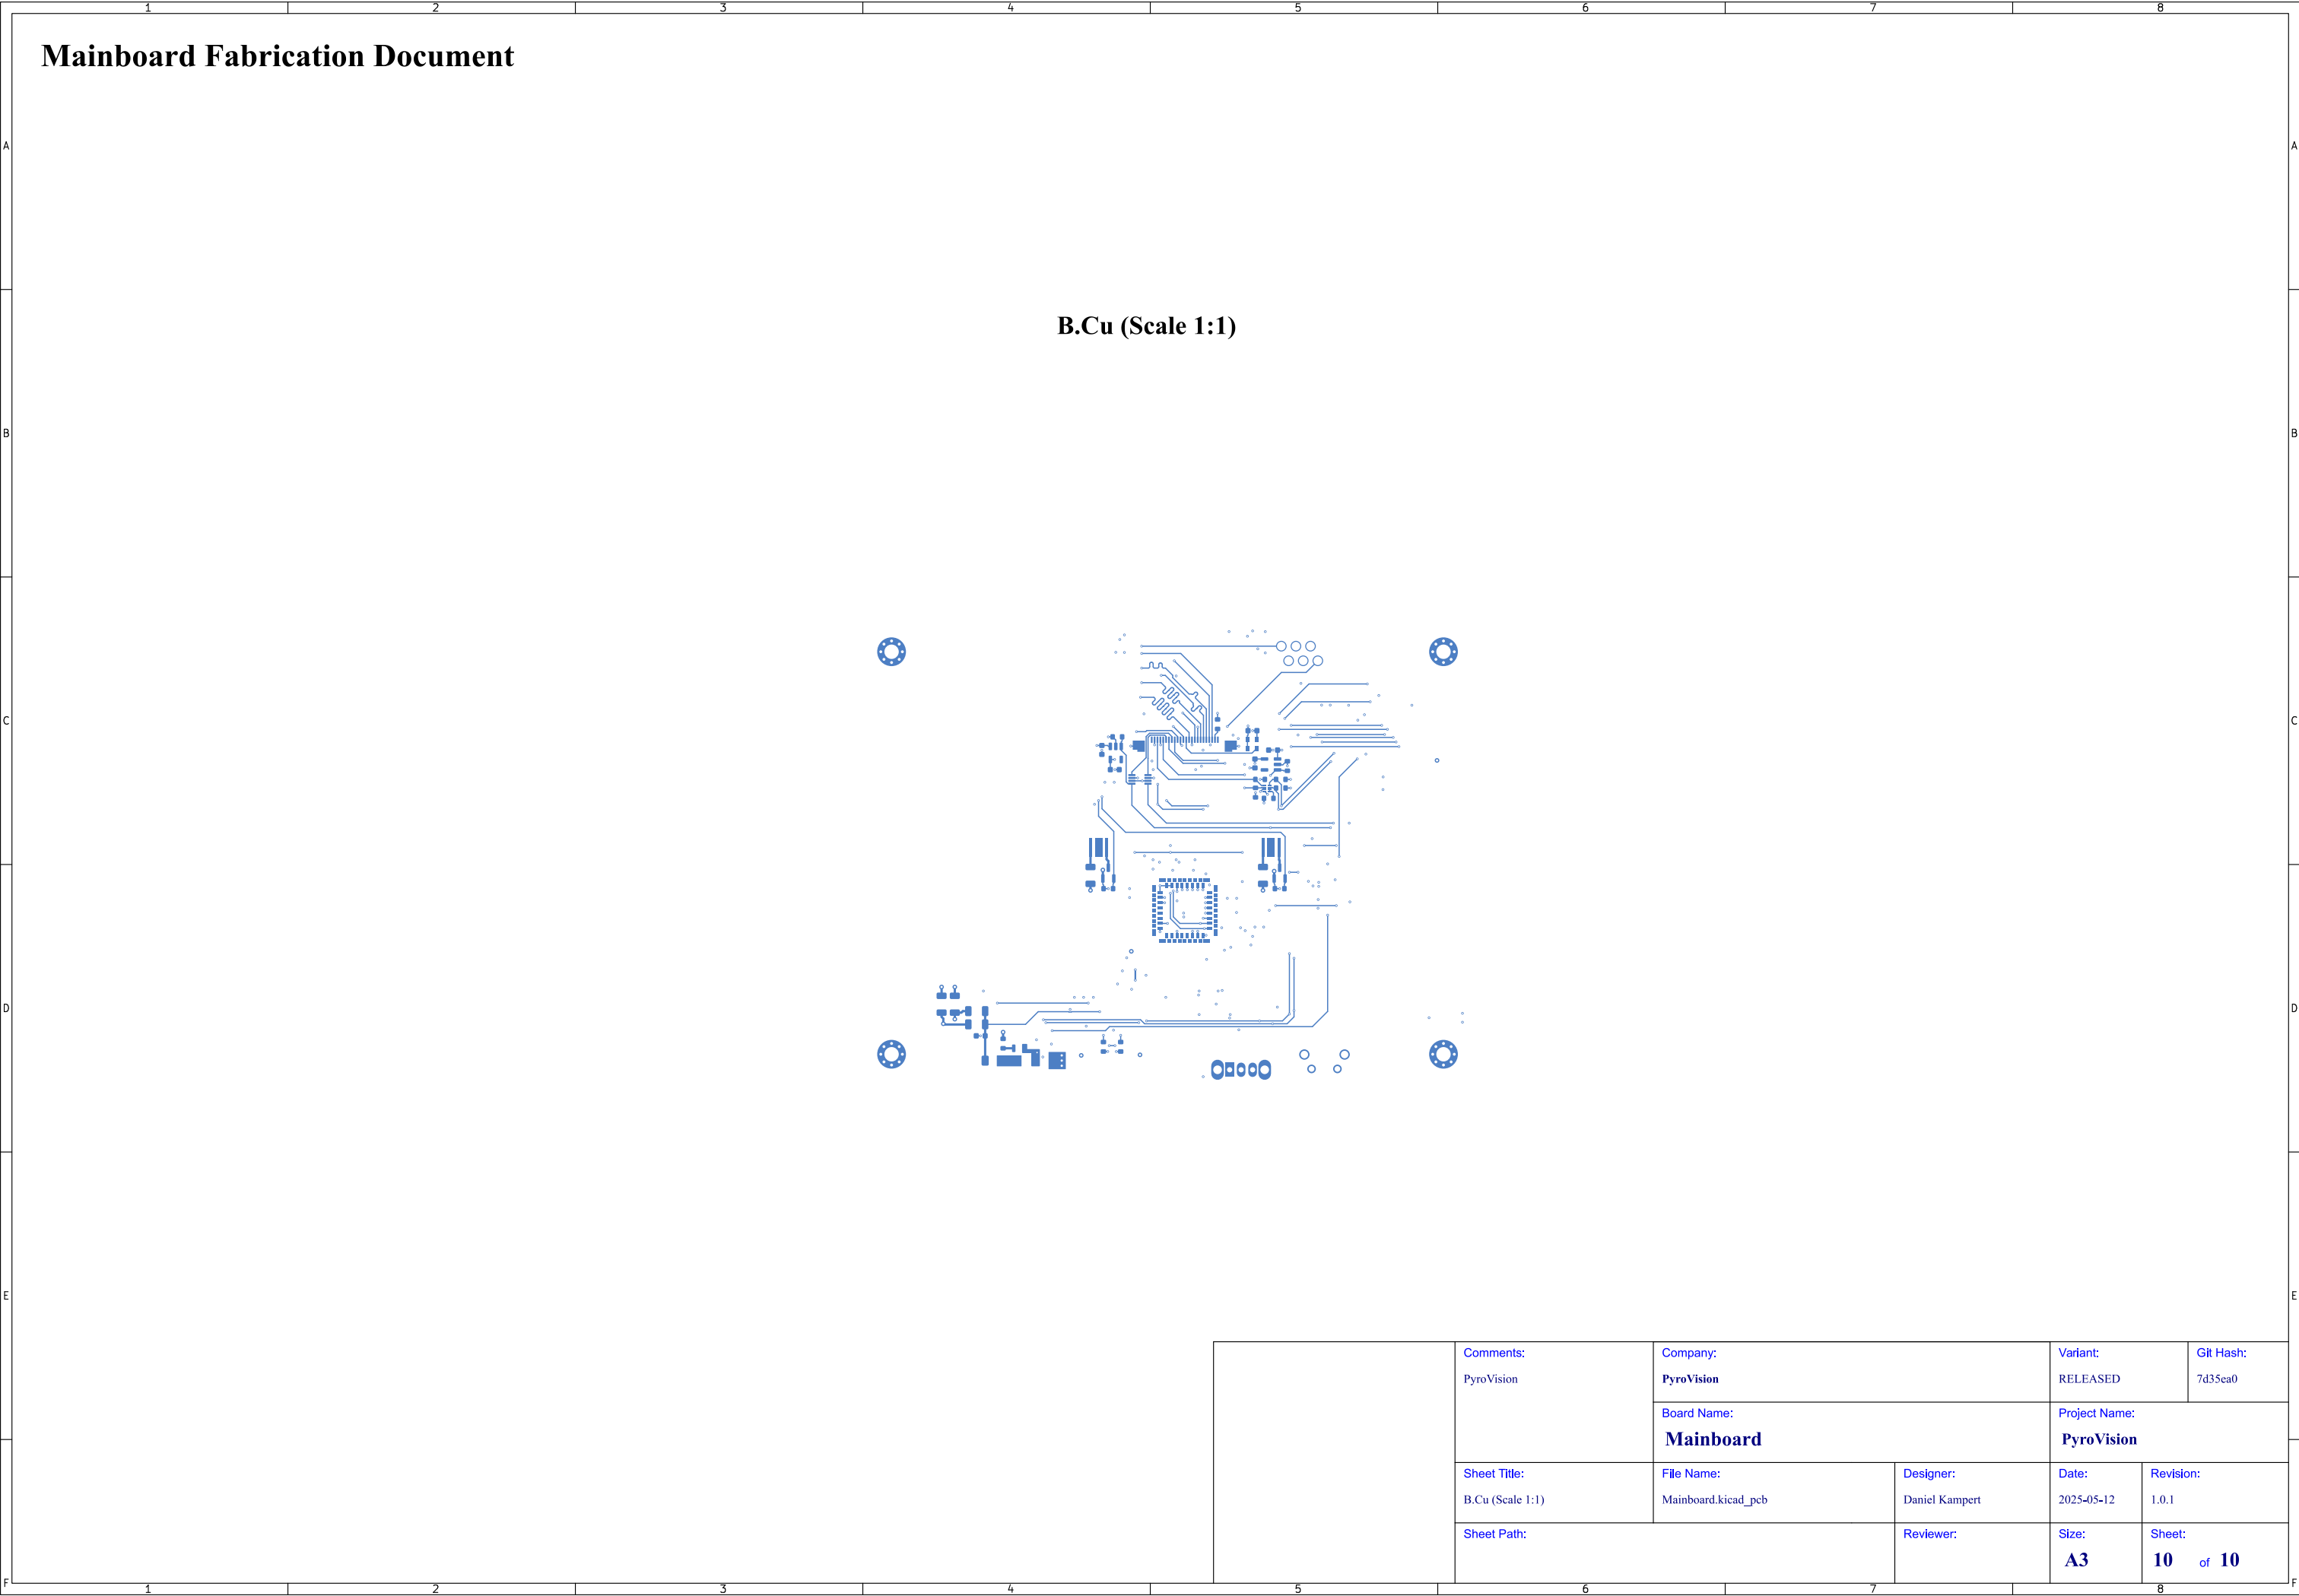 1 2 3 4 5 6 7 8
Mainboard Fabrication Document
A A
B.Cu (Scale 1:1)
B B
C C
D D
E E
Comments: Company: Variant: Git Hash:
PyroVision PyroVision RELEASED 7d35ea0
Board Name: Project Name:
Mainboard PyroVision
Sheet Title: File Name: Designer: Date: Revision:
B.Cu (Scale 1:1) Mainboard.kicad_pcb Daniel Kampert 2025-05-12 1.0.1
Sheet Path: Reviewer: Size: Sheet:
A3 10 of 10
F F
1 2 3 4 5 6 7 8